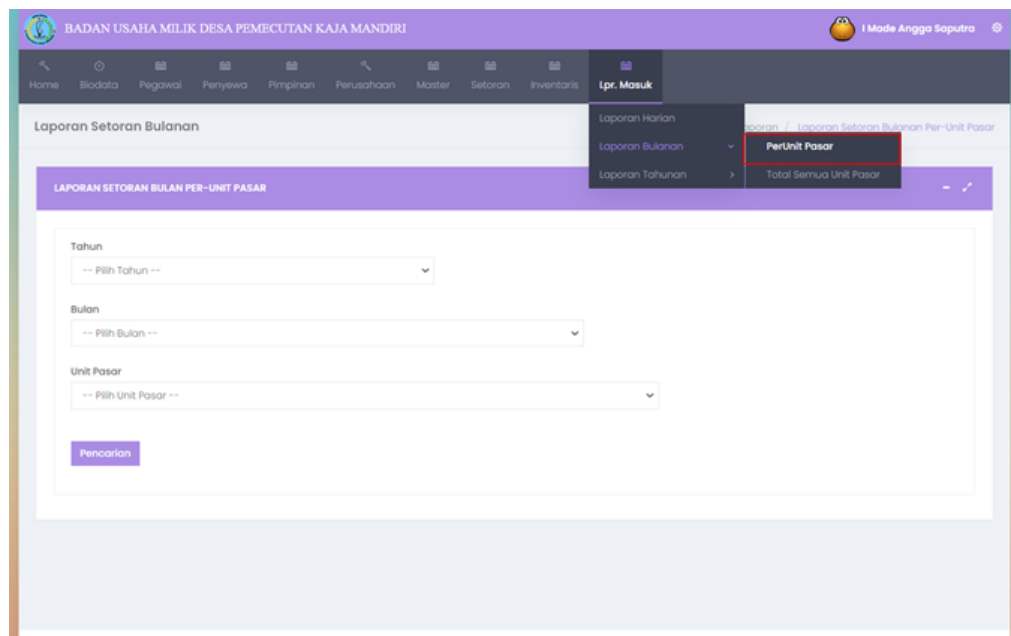 BADAN USAHA MILIK DESA PEMECUTAN KAJA MANDIRI
I Made Angga Saputra
Home Biodata Pegawai Penyewa Pimpinan Perusahaan Master Setoran Inventaris Lpr. Masuk
Laporan Harian
Laporan Bulanan
Laporan Tahunan
PerUnit Pasar
Total Semua Unit Pasar
Laporan Setoran Bulanan
/ Laporan Setoran Bulanan Per-Unit Pasar
LAPORAN SETORAN BULAN PER-UNIT PASAR
Tahun
-- Pilih Tahun --
Bulan
-- Pilih Bulan --
Unit Pasar
-- Pilih Unit Pasar --
Pencarian